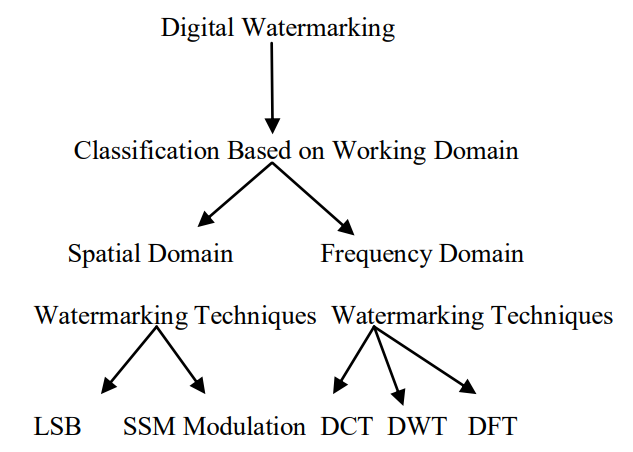 Digital Watermarking
Classification Based on Working Domain
Spatial Domain
Frequency Domain
Watermarking Techniques
Watermarking Techniques
LSB
SSM Modulation
DCT
DWT
DFT